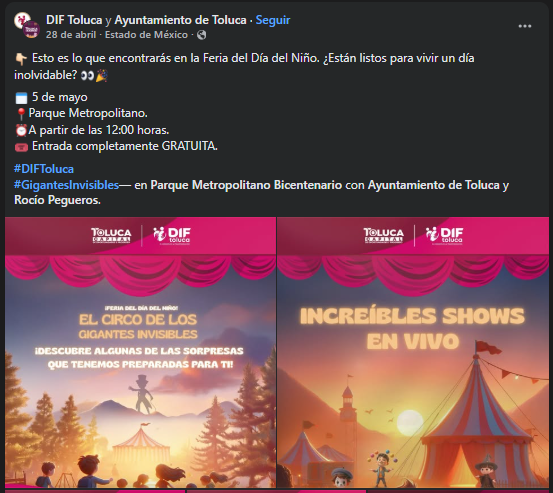 DIF Toluca y Ayuntamiento de Toluca · Seguir
28 de abril · Estado de México ·
👇🏻 Esto es lo que encontrarás en la Feria del Día del Niño. ¿Están listos para vivir un día
inolvidable? 👀🎉
🗓️ 5 de mayo
📍Parque Metropolitano.
⏰A partir de las 12:00 horas.
🎟️ Entrada completamente GRATUITA.
#DIFToluca
#GigantesInvisibles— en Parque Metropolitano Bicentenario con Ayuntamiento de Toluca y
Rocío Pegueros.
TOLUCA
CAPITAL
DIF
toluca
¡FERIA DEL DÍA DEL NIÑO!
EL CIRCO DE LOS
GIGANTES INVISIBLES
¡DESCUBRE ALGUNAS DE LAS SORPRESAS
QUE TENEMOS PREPARADAS PARA TI!
TOLUCA
CAPITAL
DIF
toluca
INCREÍBLES SHOWS
EN VIVO